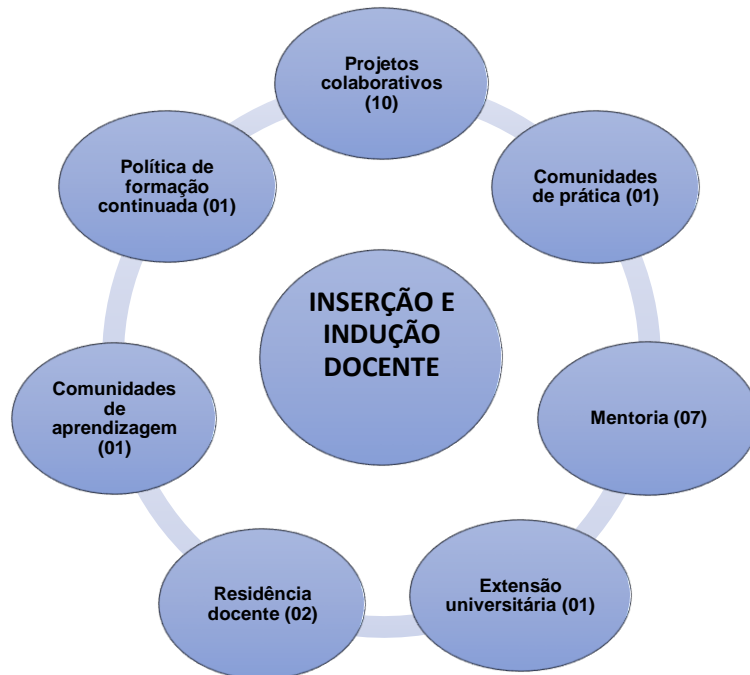 Projetos
colaborativos
(10)
Política de
formação
continuada (01)
Comunidades
de prática (01)
INSERÇÃO E
INDUÇÃO
DOCENTE
Comunidades
de
aprendizagem
(01)
Mentoria (07)
Residência
docente (02)
Extensão
universitária (01)